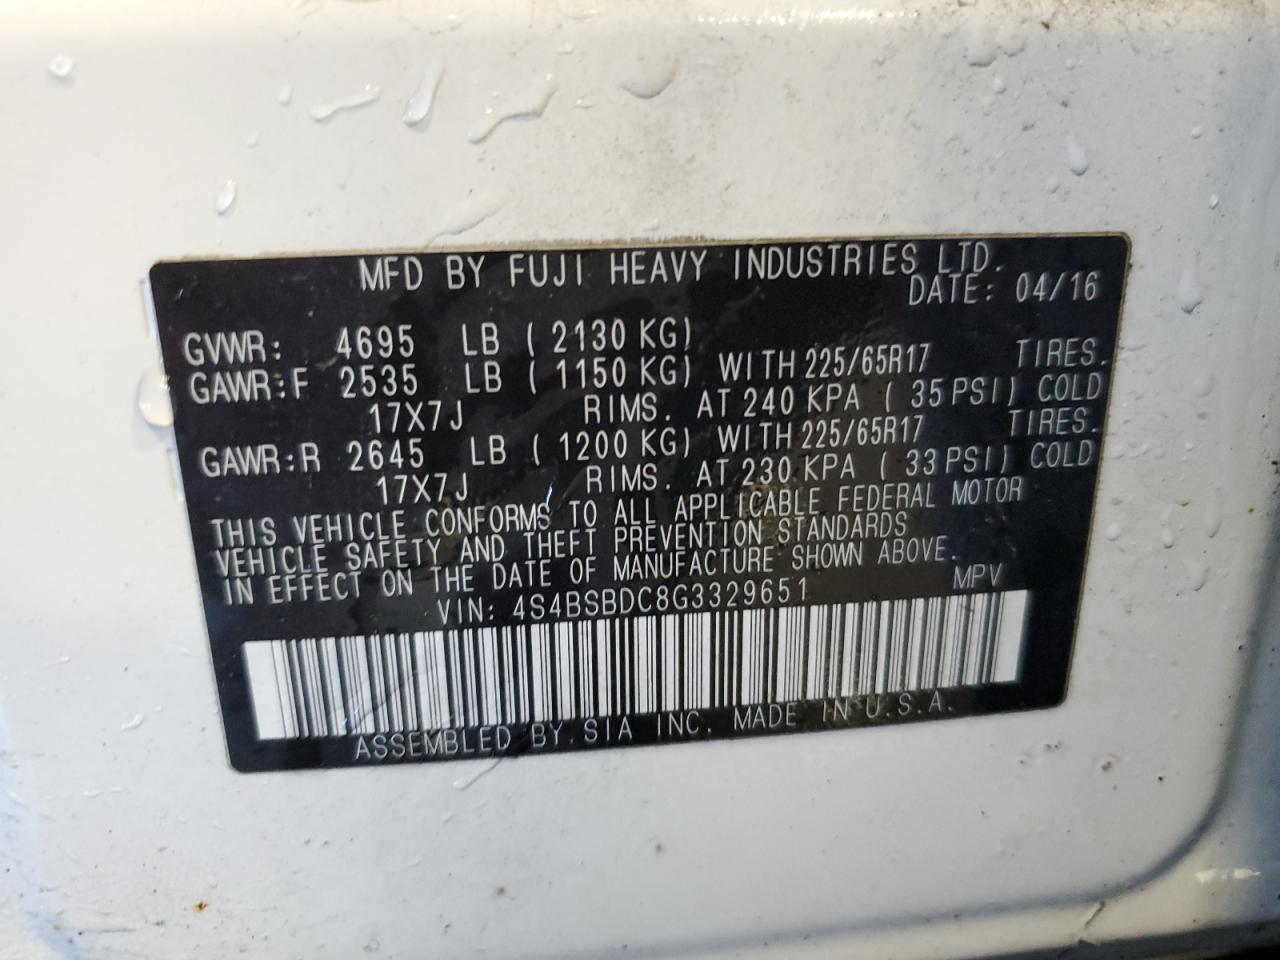 MFD BY FUJI HEAVY INDUSTRIES LTD.
DATE: 04/16
GVWR: 4695 LB ( 2130 KG)
GAWR:F 2535 LB ( 1150 KG) WITH 225/65R17 TIRES.
17X7J RIMS. AT 240 KPA ( 35 PSI) COLD
GAWR:R 2645 LB ( 1200 KG) WITH 225/65R17 TIRES.
17X7J RIMS. AT 230 KPA ( 33 PSI) COLD
THIS VEHICLE CONFORMS TO ALL APPLICABLE FEDERAL MOTOR
VEHICLE SAFETY AND THEFT PREVENTION STANDARDS
IN EFFECT ON THE DATE OF MANUFACTURE SHOWN ABOVE.
VIN: 4S4BSBDC8G3329651 MPV
ASSEMBLED BY SIA INC. MADE IN U.S.A.